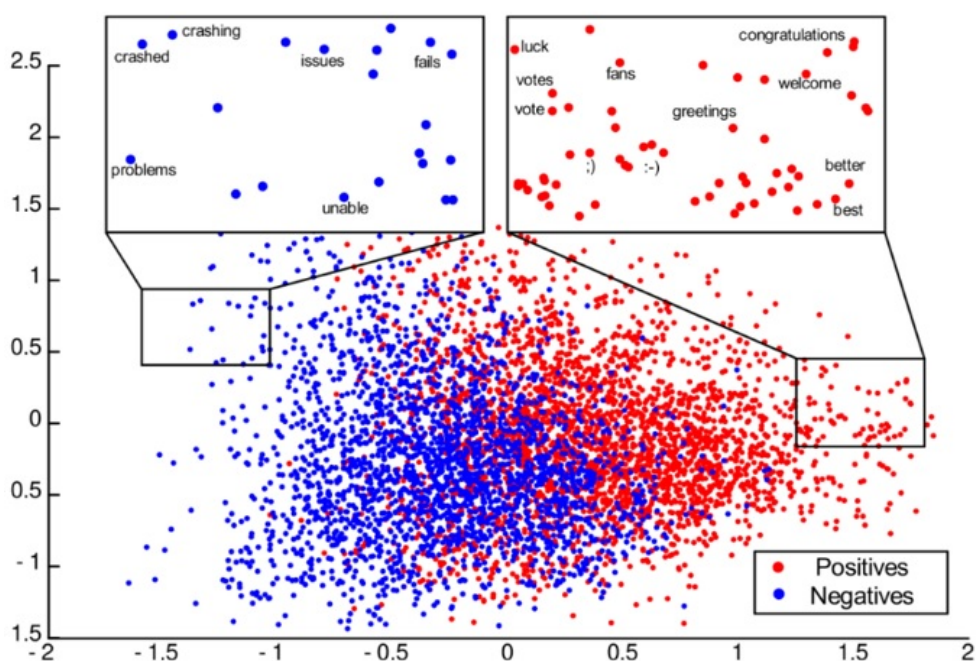 crashing
crashed
issues
fails
problems
unable
luck
congratulations
fans
welcome
votes
vote
greetings
;)
:-)
better
best
2.5
2
1.5
1
0.5
0
0.5
- 1
1.5
Positives
Negatives
-2
- 1.5
- 1
- 0.5
0
0.5
1
1.5
2